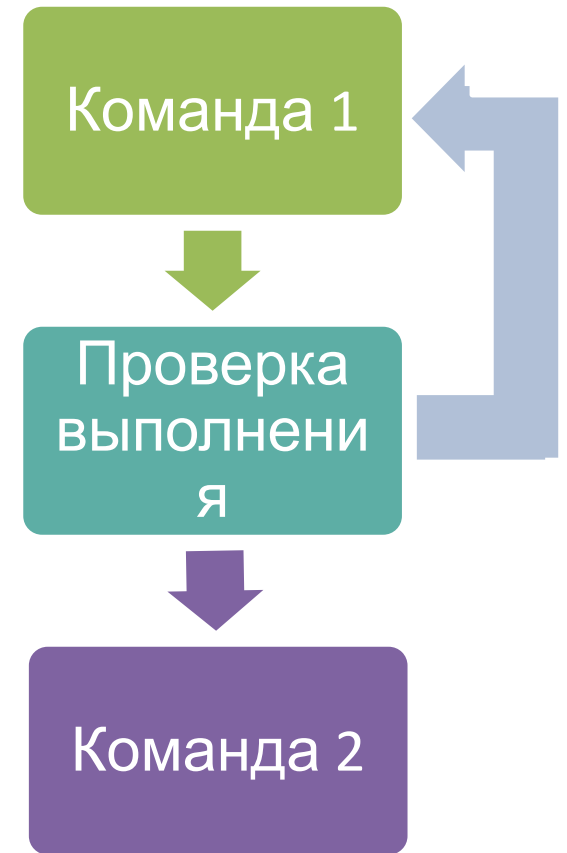 Команда 1
Проверка
выполнени
я
Команда 2